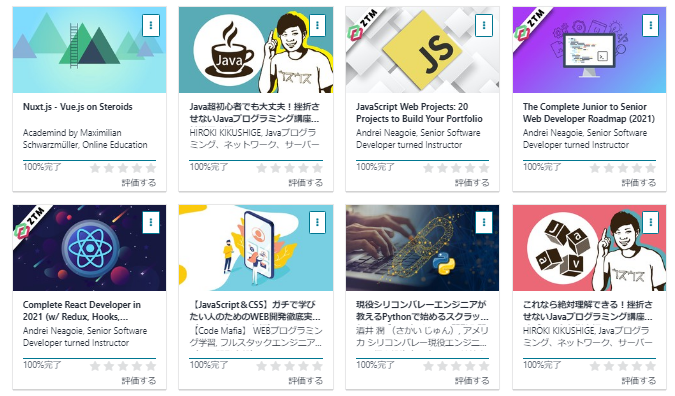 Nuxt.js - Vue.js on Steroids
Academind by Maximilian
Schwarzmüller, Online Education
100%完了
評価する
Java
Java超初心者でも大丈夫！挫折さ
せないJavaプログラミング講座...
HIROKI KIKUSHIGE, Javaプログラ
ミング、ネットワーク、サーバー
100%完了
評価する
ZTM
JS
JavaScript Web Projects: 20
Projects to Build Your Portfolio
Andrei Neagoie, Senior Software
Developer turned Instructor
100%完了
評価する
ZTM
The Complete Junior to Senior
Web Developer Roadmap (2021)
Andrei Neagoie, Senior Software
Developer turned Instructor
100%完了
評価する
ZTM
Complete React Developer in
2021 (w/ Redux, Hooks,...
Andrei Neagoie, Senior Software
Developer turned Instructor
100%完了
評価する
【JavaScript＆CSS】ガチで学び
たい人のためのWEB開発徹底実...
【Code Mafia】 WEBプログラミン
グ学習, フルスタックエンジニア...
100%完了
評価する
現役シリコンバレーエンジニアが
教えるPythonで始めるスクラッ...
酒井 潤 （さかい じゅん）, アメリ
カ シリコンバレー現役エンジニ...
100%完了
評価する
Java
これなら絶対理解できる！挫折さ
せないJavaプログラミング講座...
HIROKI KIKUSHIGE, Javaプログラ
ミング、ネットワーク、サーバー
100%完了
評価する